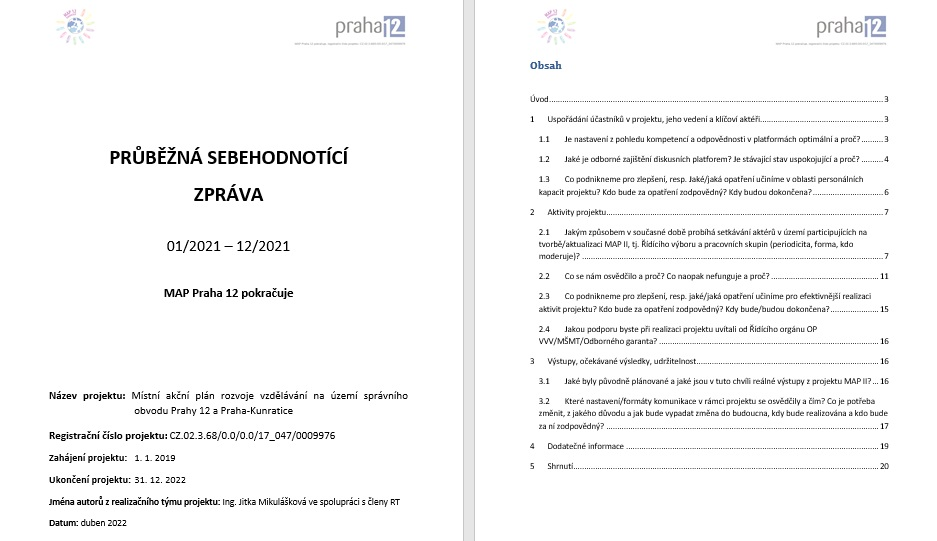 praha12
PRŮBĚŽNÁ SEBEHODNOTÍCÍ
ZPRÁVA
01/2021 – 12/2021
MAP Praha 12 pokračuje
Název projektu: Místní akční plán rozvoje vzdělávání na území správního
obvodu Prahy 12 a Praha-Kunratice
Registrační číslo projektu: CZ.02.3.68/0.0/0.0/17_047/0009976
Zahájení projektu: 1. 1. 2019
Ukončení projektu: 31. 12. 2022
Jména autorů z realizačního týmu projektu: Ing. Jitka Mikulášková ve spolupráci s členy RT
Datum: duben 2022
praha12
Obsah
Úvod 3
1 Uspořádání účastníků v projektu, jeho vedení a klíčoví aktéři 3
1.1 Je nastavení z pohledu kompetencí a odpovědnosti v platformách optimální a proč? 3
1.2 Jaké je odborné zajištění diskusních platforem? Je stávající stav uspokojující a proč? 4
1.3 Co podnikneme pro zlepšení, resp. Jaké/jaká opatření učiníme v oblasti personálních
kapacit projektu? Kdo bude za opatření zodpovědný? Kdy budou dokončena? 6
2 Aktivity projektu 7
2.1 Jakým způsobem v současné době probíhá setkávání aktérů v území participujících na
tvorbě/aktualizaci MAP II, tj. Řídícího výboru a pracovních skupin (periodicita, forma, kdo
moderuje)? 7
2.2 Co se nám osvědčilo a proč? Co naopak nefunguje a proč? 11
2.3 Co podnikneme pro zlepšení, resp. jaké/jaká opatření učiníme pro efektivnější realizaci
aktivit projektu? Kdo bude za opatření zodpovědný? Kdy bude/budou dokončena? 15
2.4 Jakou podporu byste při realizaci projektu uvítali od Řídícího orgánu OP
VVV/MŠMT/Odborného garanta? 16
3 Výstupy, očekávané výsledky, udržitelnost 16
3.1 Jaké byly původně plánované a jaké jsou v tuto chvíli reálné výstupy z projektu MAP II? 16
3.2 Které nastavení/formáty komunikace v rámci projektu se osvědčily a čím? Co je potřeba
změnit, z jakého důvodu a jak bude vypadat změna do budoucna, kdy bude realizována a kdo bude
za ní zodpovědný? 17
4 Dodatečné informace 19
5 Shrnutí 20